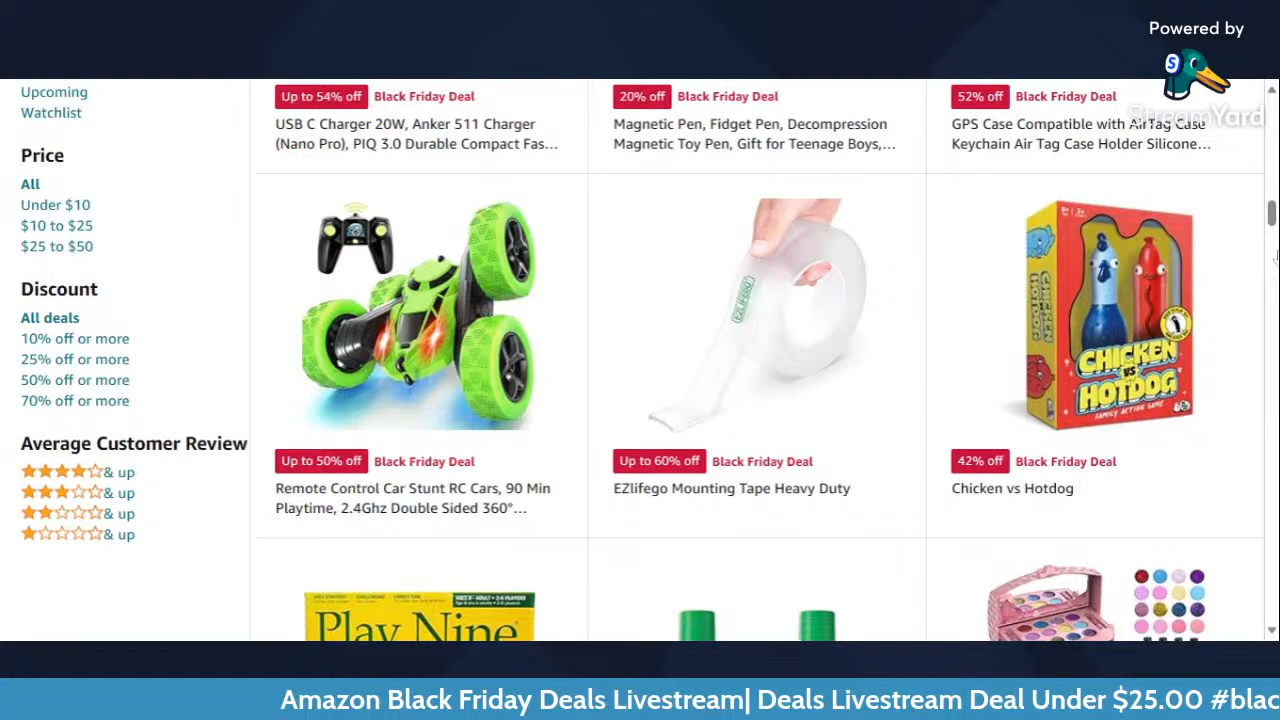 Powered by
S
StreamYard
Upcoming
Watchlist
Price
All
Under $10
$10 to $25
$25 to $50
Discount
All deals
10% off or more
25% off or more
50% off or more
70% off or more
Average Customer Review
& up
& up
& up
& up
Up to 54% off Black Friday Deal
USB C Charger 20W, Anker 511 Charger
(Nano Pro), PIQ 3.0 Durable Compact Fas...
20% off Black Friday Deal
Magnetic Pen, Fidget Pen, Decompression
Magnetic Toy Pen, Gift for Teenage Boys,...
52% off Black Friday Deal
GPS Case Compatible with AirTag Case
Keychain Air Tag Case Holder Silicone...
Up to 50% off Black Friday Deal
Remote Control Car Stunt RC Cars, 90 Min
Playtime, 2.4Ghz Double Sided 360°...
EZlifego
Up to 60% off Black Friday Deal
EZlifego Mounting Tape Heavy Duty
CHICKEN
VS
HOTDOG
CHICKEN
VS
HOTDOG
FAMILY ACTION GAME
42% off Black Friday Deal
Chicken vs Hotdog
Play Nine
Amazon Black Friday Deals Livestream| Deals Livestream Deal Under $25.00 #blac